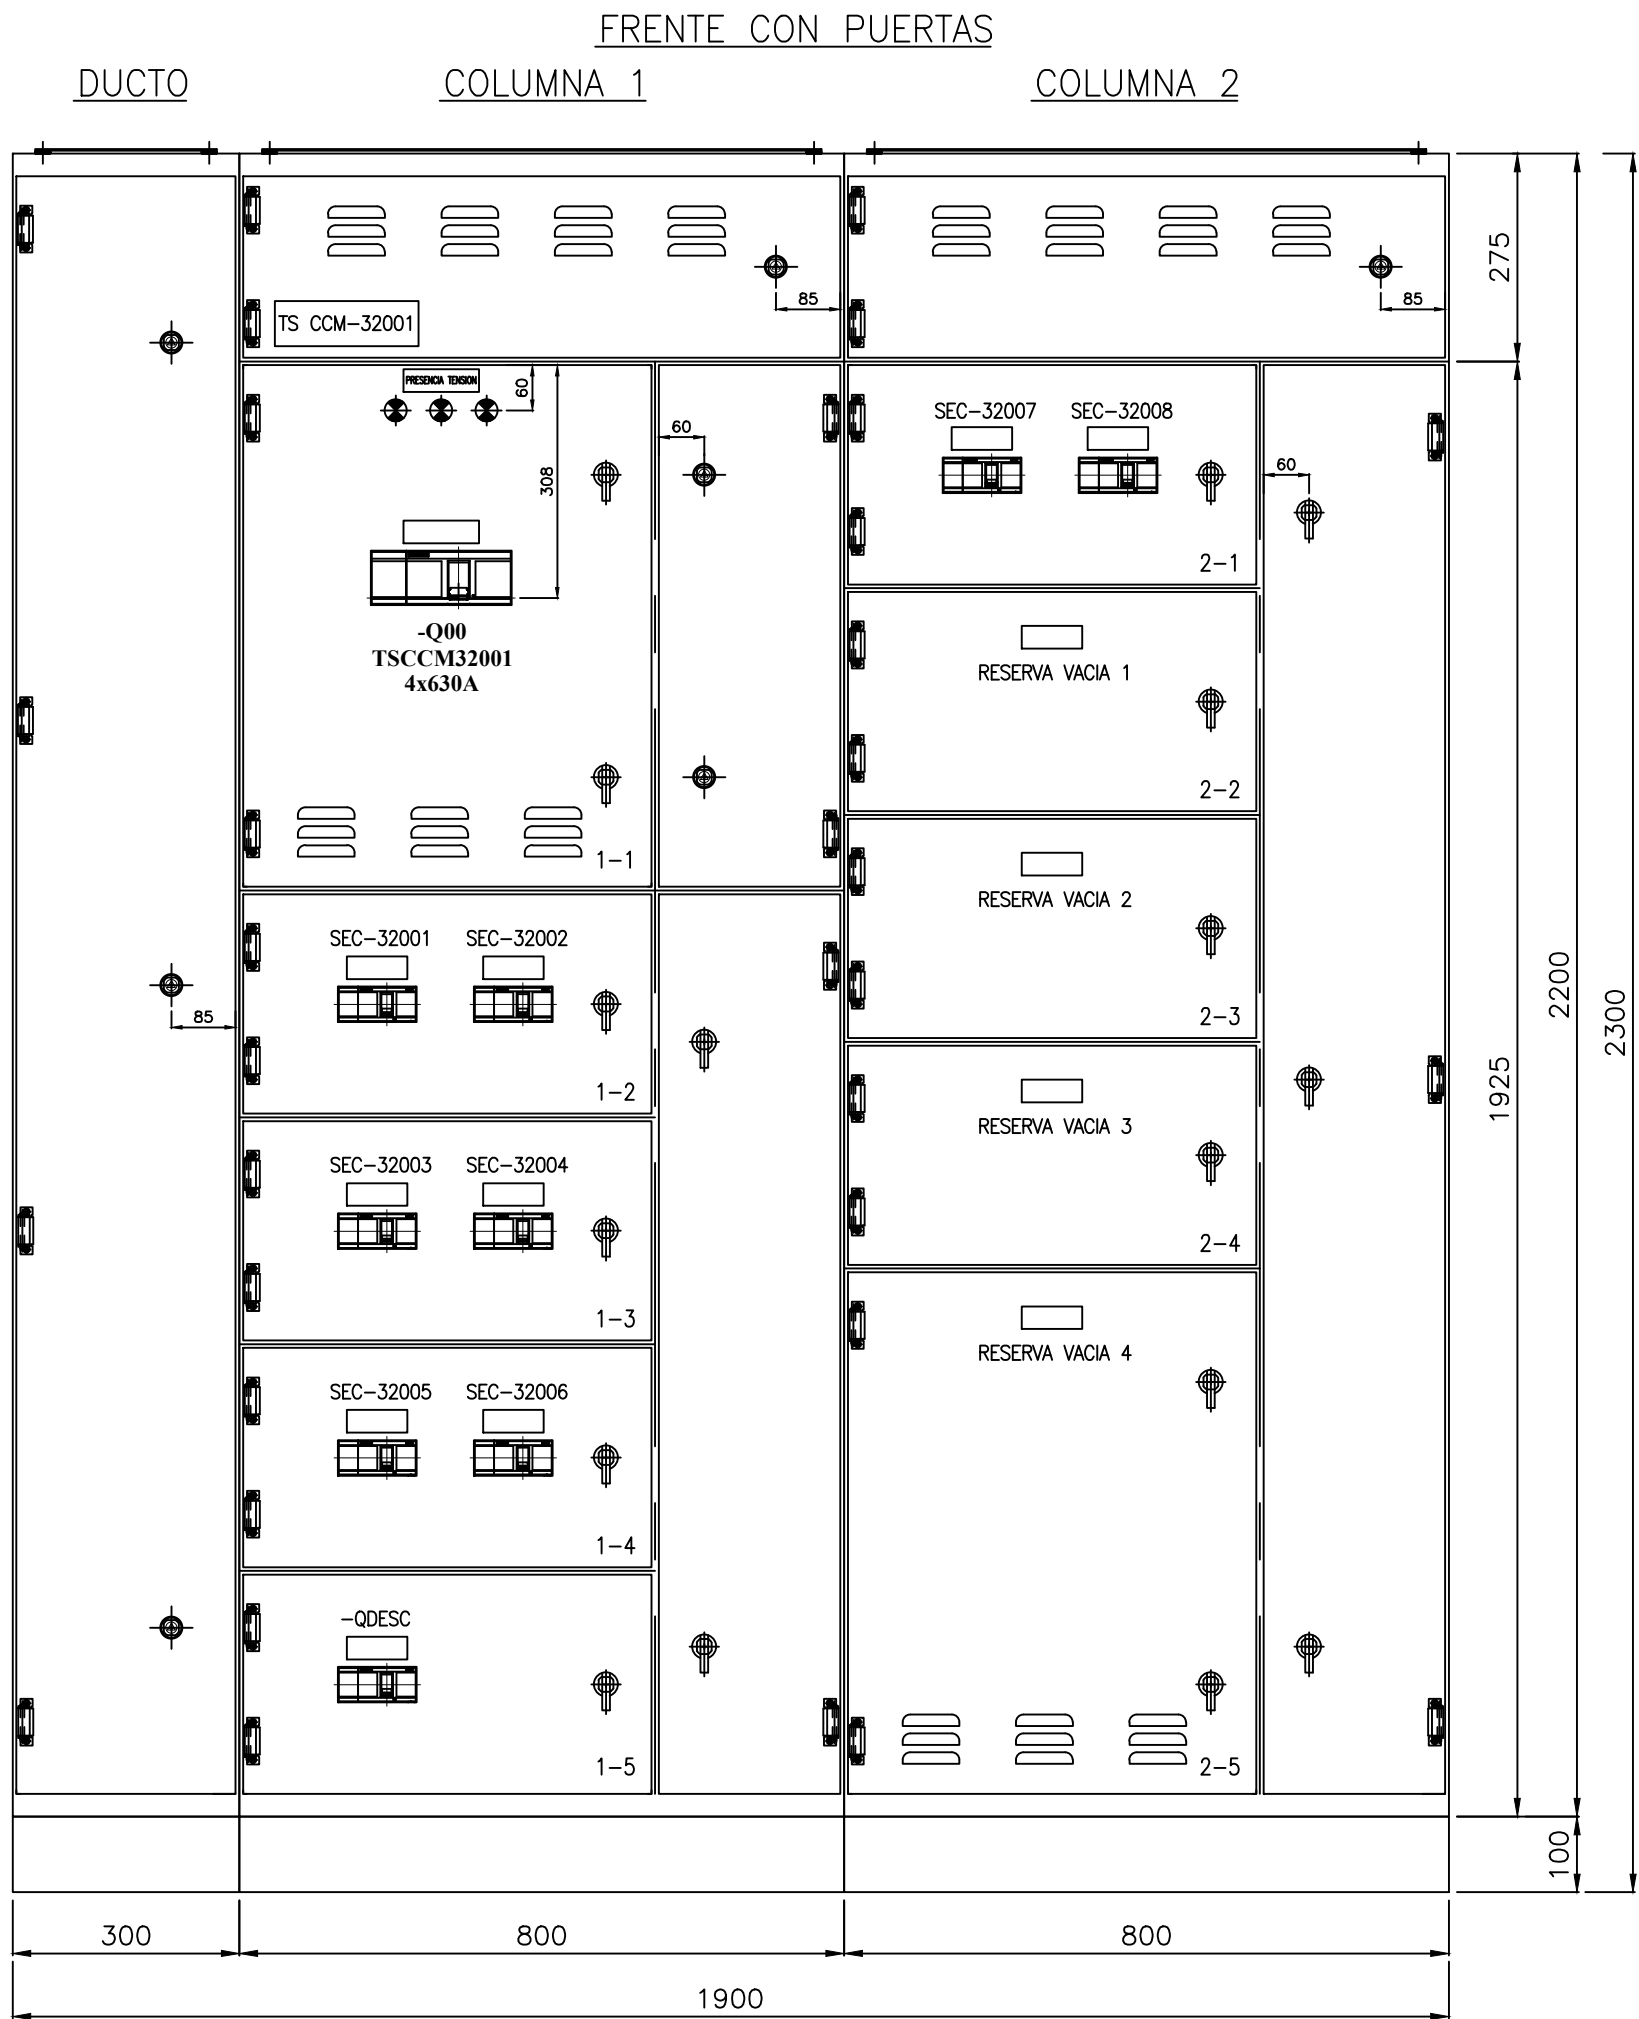 FRENTE CON PUERTAS
DUCTO
COLUMNA 1
COLUMNA 2
TS CCM-32001
85
85
275
PRESENCIA TENSION
60
308
60
-Q00
TSCCM32001
4x630A
1-1
SEC-32007 SEC-32008
60
2-1
RESERVA VACIA 1
2-2
RESERVA VACIA 2
2-3
RESERVA VACIA 3
2-4
RESERVA VACIA 4
2-5
85
SEC-32001 SEC-32002
1-2
SEC-32003 SEC-32004
1-3
SEC-32005 SEC-32006
1-4
-QDESC
1-5
1925
2200
2300
100
300
800
800
1900